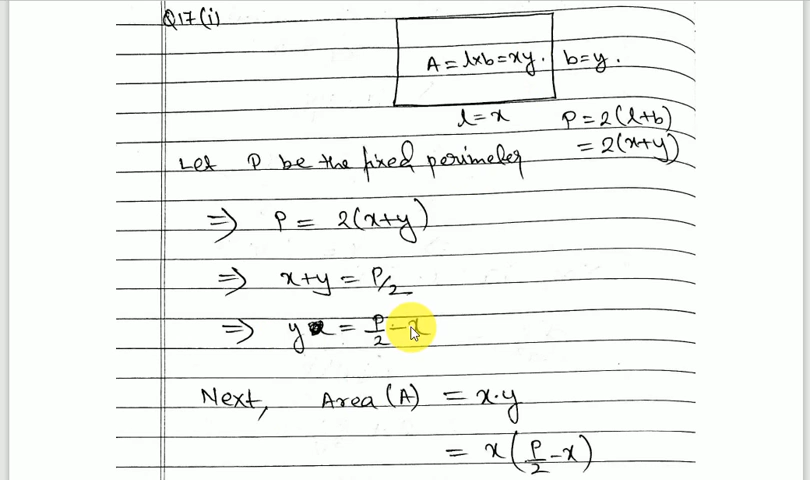 Q17(i)
A = l×b = xy. b = y.
l = x P = 2(l+b)
= 2(x+y)
Let P be the fixed perimeter
⇒ P = 2(x+y)
⇒ x+y = P/2
⇒ y = P/2 - x
Next, Area (A) = x·y
= x(P/2 - x)